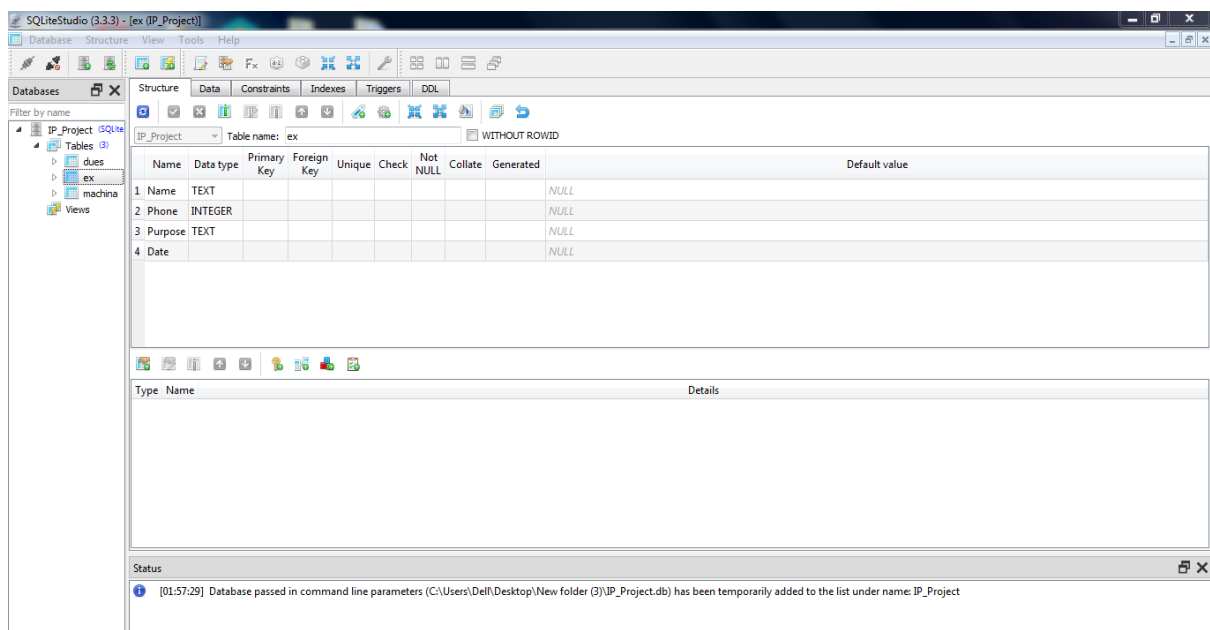 SQLiteStudio (3.3.3) - [ex (IP_Project)]
Database Structure View Tools Help
Databases
Filter by name
IP_Project (SQLite
Tables (3)
dues
ex
machina
Views
Structure Data Constraints Indexes Triggers DDL
IP_Project Table name: ex WITHOUT ROWID
Name Data type Primary Key Foreign Key Unique Check Not NULL Collate Generated Default value
1 Name TEXT NULL
2 Phone INTEGER NULL
3 Purpose TEXT NULL
4 Date NULL
Type Name Details
Status
[01:57:29] Database passed in command line parameters (C:\Users\Dell\Desktop\New folder (3)\IP_Project.db) has been temporarily added to the list under name: IP_Project